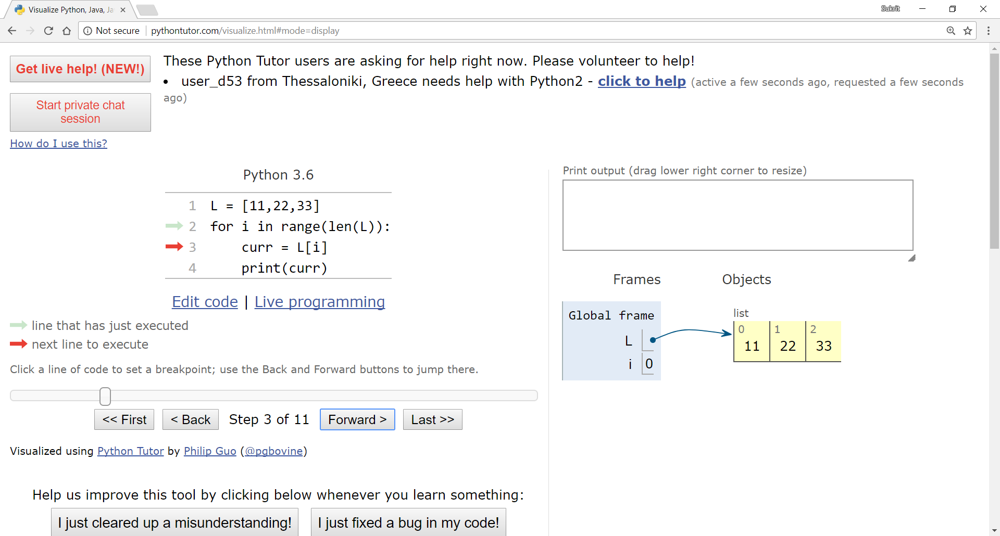 Visualize Python, Java, Ja
Sukrit
Not secure
pythontutor.com/visualize.html#mode=display
Get live help! (NEW!)
These Python Tutor users are asking for help right now. Please volunteer to help!
• user_d53 from Thessaloniki, Greece needs help with Python2 - click to help (active a few seconds ago, requested a few seconds
ago)
Start private chat
session
How do I use this?
Python 3.6
1 L = [11,22,33]
2 for i in range(len(L)):
3     curr = L[i]
4     print(curr)
Edit code | Live programming
line that has just executed
next line to execute
Click a line of code to set a breakpoint; use the Back and Forward buttons to jump there.
<< First < Back Step 3 of 11 Forward > Last >>
Visualized using Python Tutor by Philip Guo (@pgbovine)
Help us improve this tool by clicking below whenever you learn something:
I just cleared up a misunderstanding! I just fixed a bug in my code!
Print output (drag lower right corner to resize)
Frames Objects
Global frame
L
i 0
list
0 1 2
11 22 33